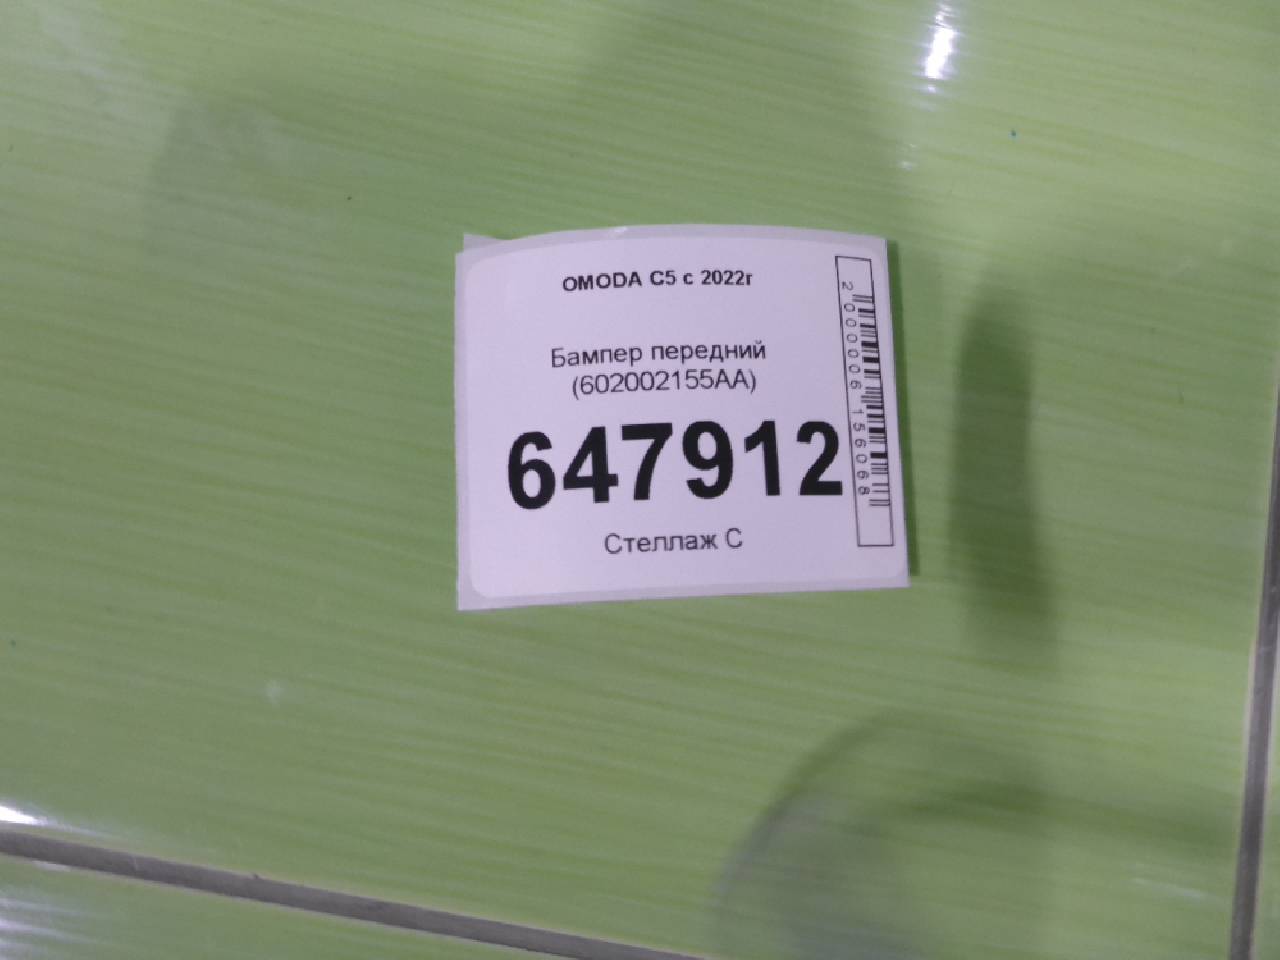 OMODA C5 с 2022г
Бампер передний
(602002155AA)
647912
Стеллаж С
2000006156068